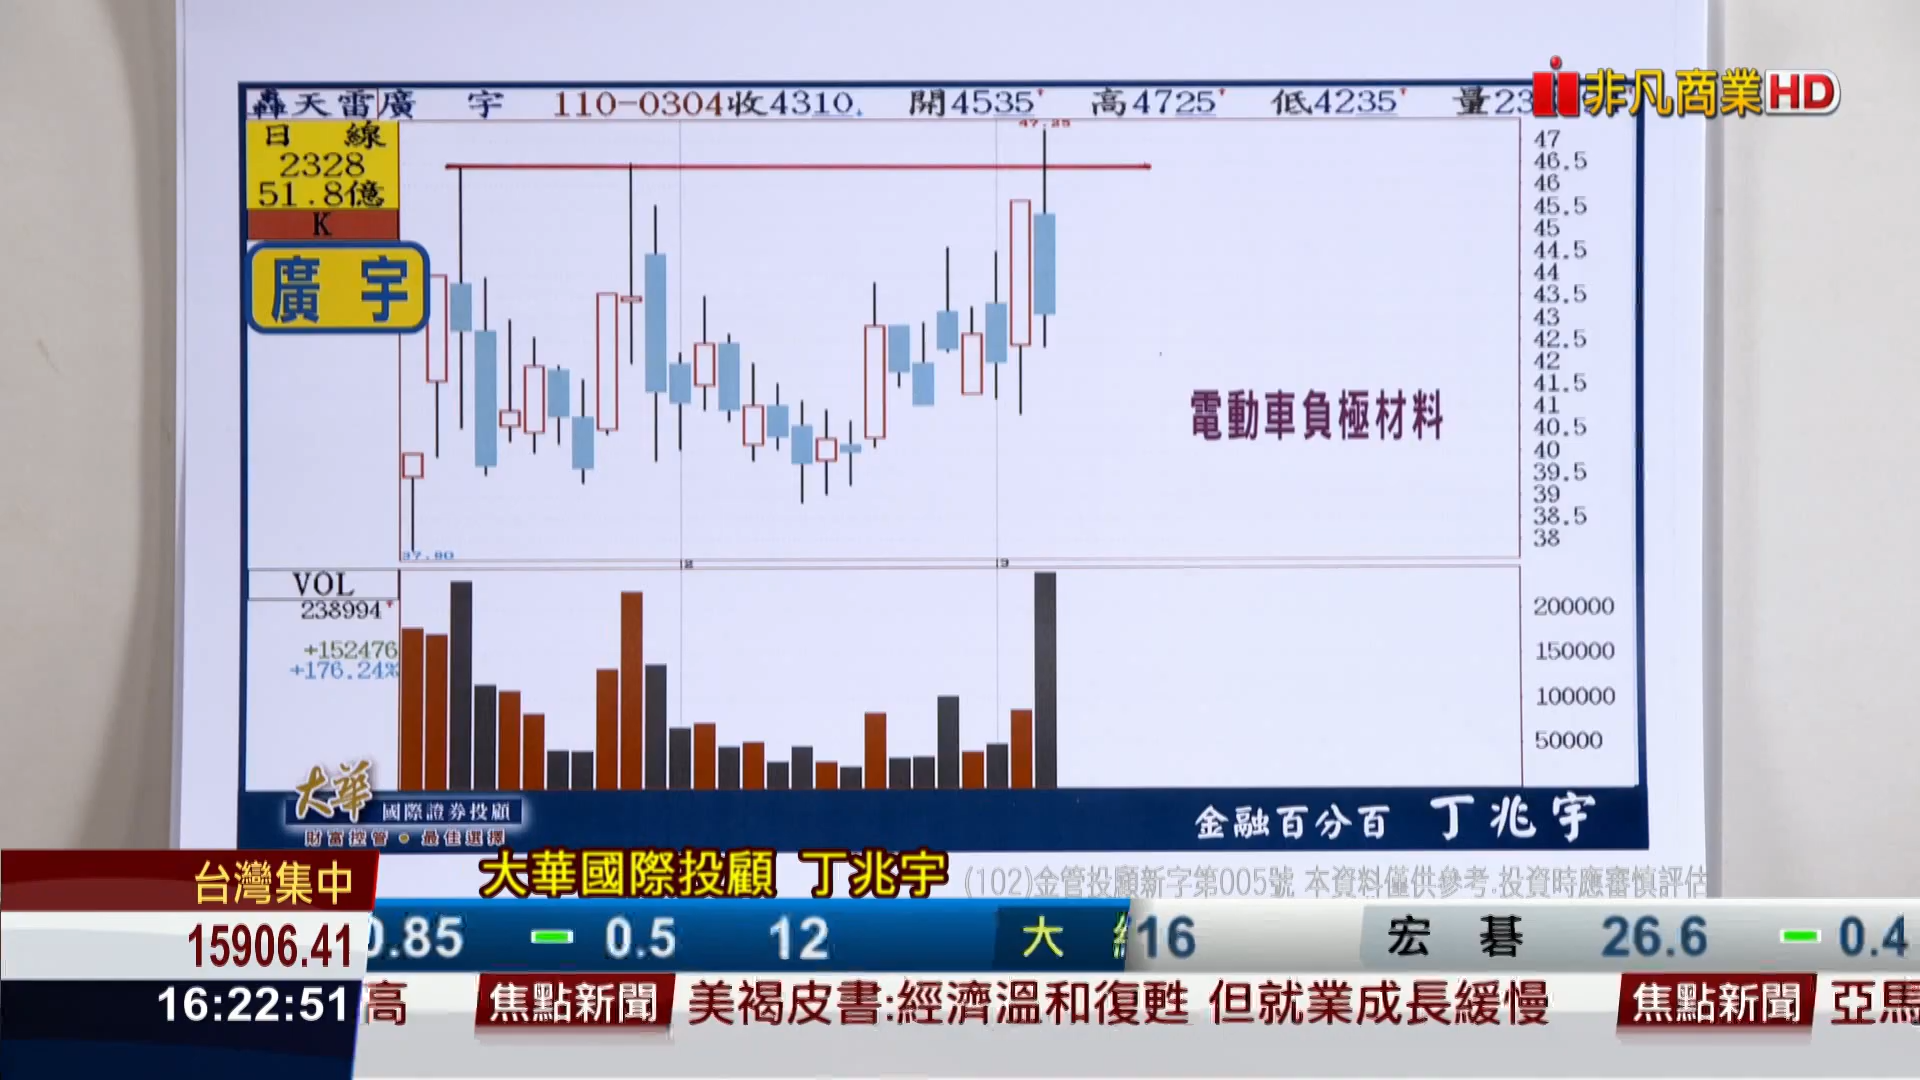 轟天雷廣 宇 110-0304收4310. 開4535 高4725 低4235 量23
非凡商業HD
日 線
2328
51.8億
K
廣 宇
47.25
47
46.5
46
45.5
45
44.5
44
43.5
43
42.5
42
41.5
41
40.5
40
39.5
39
38.5
38
電動車負極材料
37.80
2 3
VOL
238994
+152476
+176.24%
200000
150000
100000
50000
大華 國際證券投顧
財富控管 • 最佳選擇
金融百分百 丁兆宇
台灣集中
15906.41
16:22:51
大華國際投顧 丁兆宇 (102)金管投顧新字第005號 本資料僅供參考.投資時應審慎評估
0.85 0.5 12 大 16 宏 碁 26.6 0.4
高 焦點新聞 美褐皮書:經濟溫和復甦 但就業成長緩慢 焦點新聞 亞馬